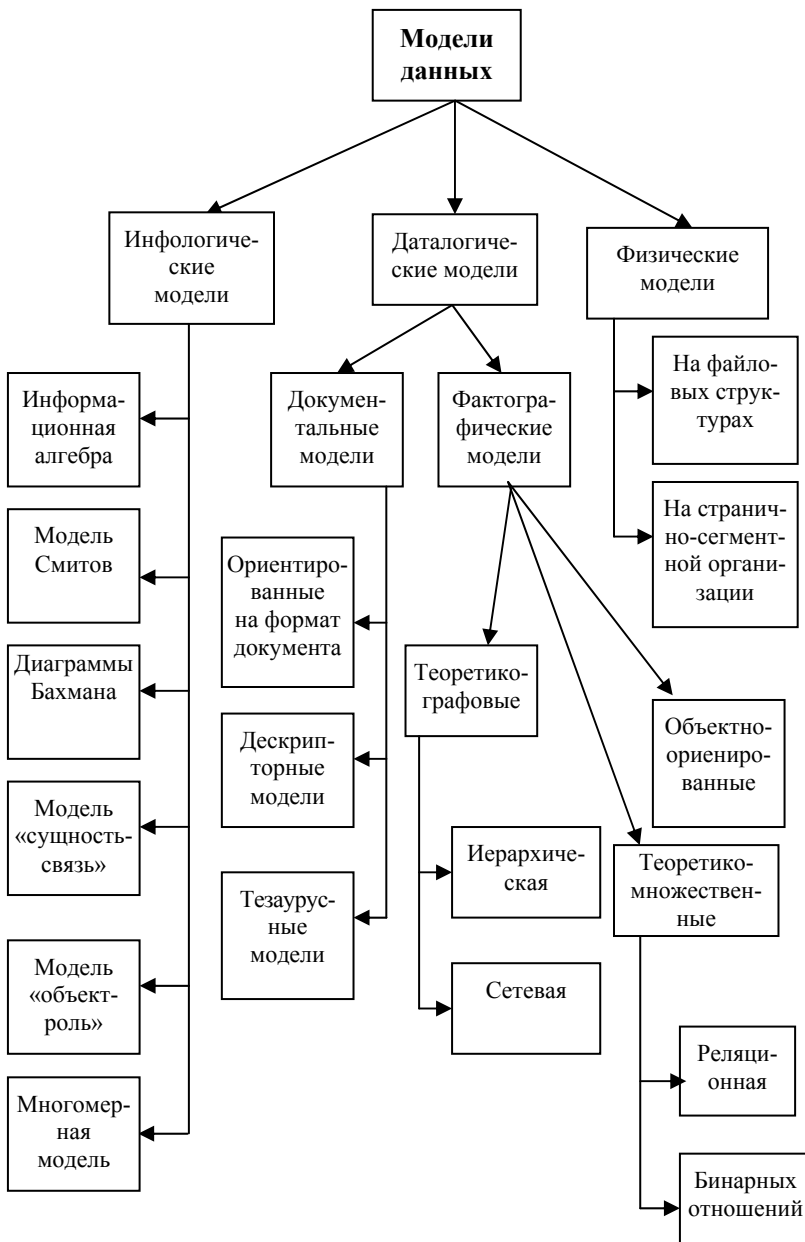 Модели
данных
Инфологиче-
ские
модели
Даталогиче-
ские модели
Физические
модели
Информа-
ционная
алгебра
Модель
Смитов
Диаграммы
Бахмана
Модель
«сущность-
связь»
Модель
«объект-
роль»
Многомер-
ная
модель
Докумен-
тальные
модели
Фактогра-
фические
модели
Ориентиро-
ванные
на формат
документа
Дескрип-
торные
модели
Тезаурус-
ные
модели
Теоретико-
графовые
Иерархиче-
ская
Сетевая
Объектно-
ориенирo-
ванные
Теоретико-
множествен-
ные
Реляци-
онная
Бинарных
отношений
На файло-
вых струк-
турах
На странич-
но-сегмент-
ной органи-
зации